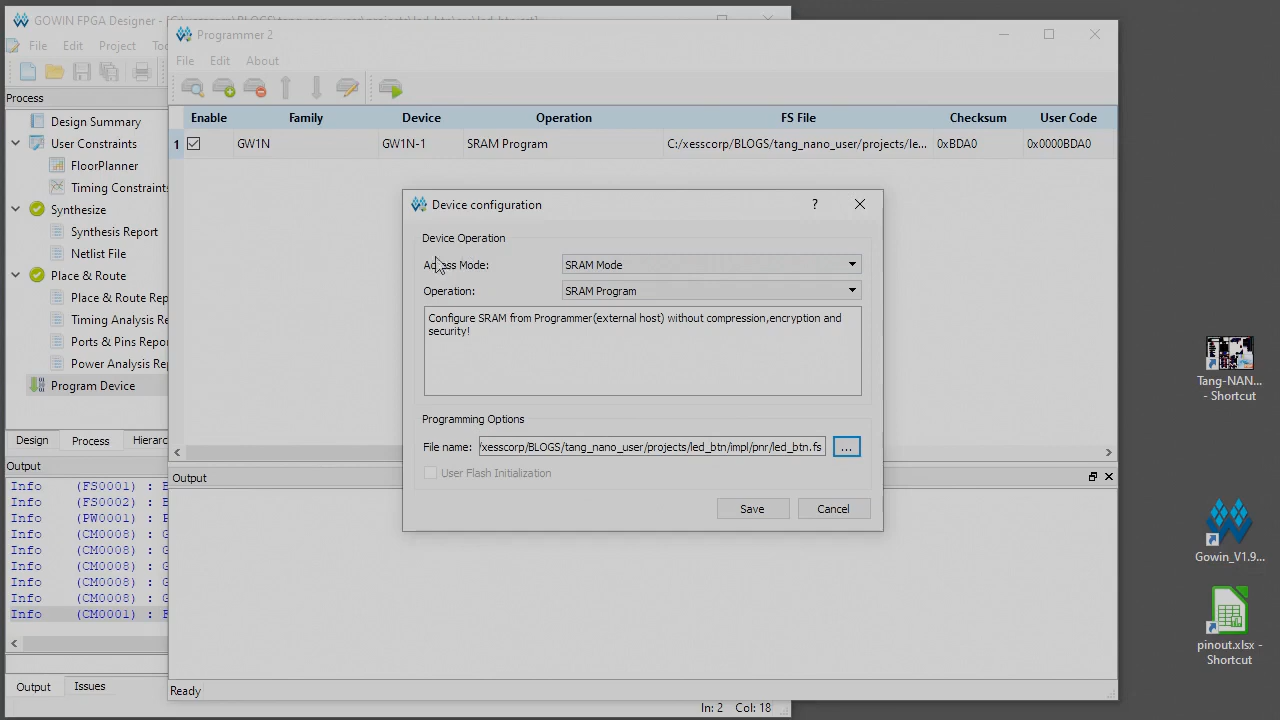 GOWIN FPGA Designer -
File Edit Project
Process
Design Summary
User Constraints
FloorPlanner
Timing Constraints
Synthesize
Synthesis Report
Netlist File
Place & Route
Place & Route Rep
Timing Analysis Re
Ports & Pins Repor
Power Analysis Re
Program Device
Design Process Hierarc
Output
Info (FS0001) :
Info (FS0002) :
Info (PW0001) :
Info (CM0008) : G
Info (CM0008) : G
Info (CM0008) : G
Info (CM0008) : G
Info (CM0001) :
Output Issues
In: 2 Col: 18
Programmer 2
File Edit About
Enable Family Device Operation FS File Checksum User Code
1 GW1N GW1N-1 SRAM Program C:/xesscorp/BLOGS/tang_nano_user/projects/le... 0xBDA0 0x0000BDA0
Output
Ready
Device configuration
?
Device Operation
Mode: SRAM Mode
Operation: SRAM Program
Configure SRAM from Programmer(external host) without compression,encryption and
security!
Programming Options
File name: /xesscorp/BLOGS/tang_nano_user/projects/led_btn/impl/pnr/led_btn.fs ...
User Flash Initialization
Save Cancel
Tang-NAN...
- Shortcut
Gowin_V1.9...
pinout.xlsx -
Shortcut